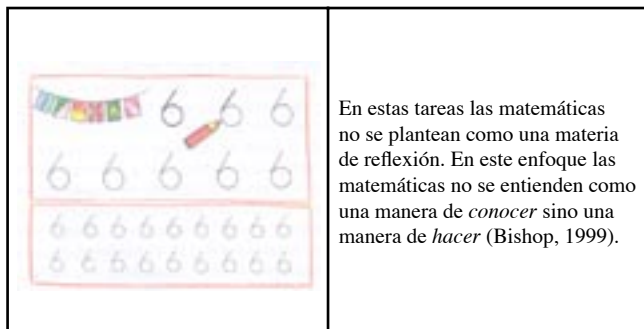 6 6 6
6 6 6 6 6
6 6 6 6 6 6 6 6 6
6 6 6 6 6 6 6 6 6
En estas tareas las matemáticas
no se plantean como una materia
de reflexión. En este enfoque las
matemáticas no se entienden como
una manera de conocer sino una
manera de hacer (Bishop, 1999).